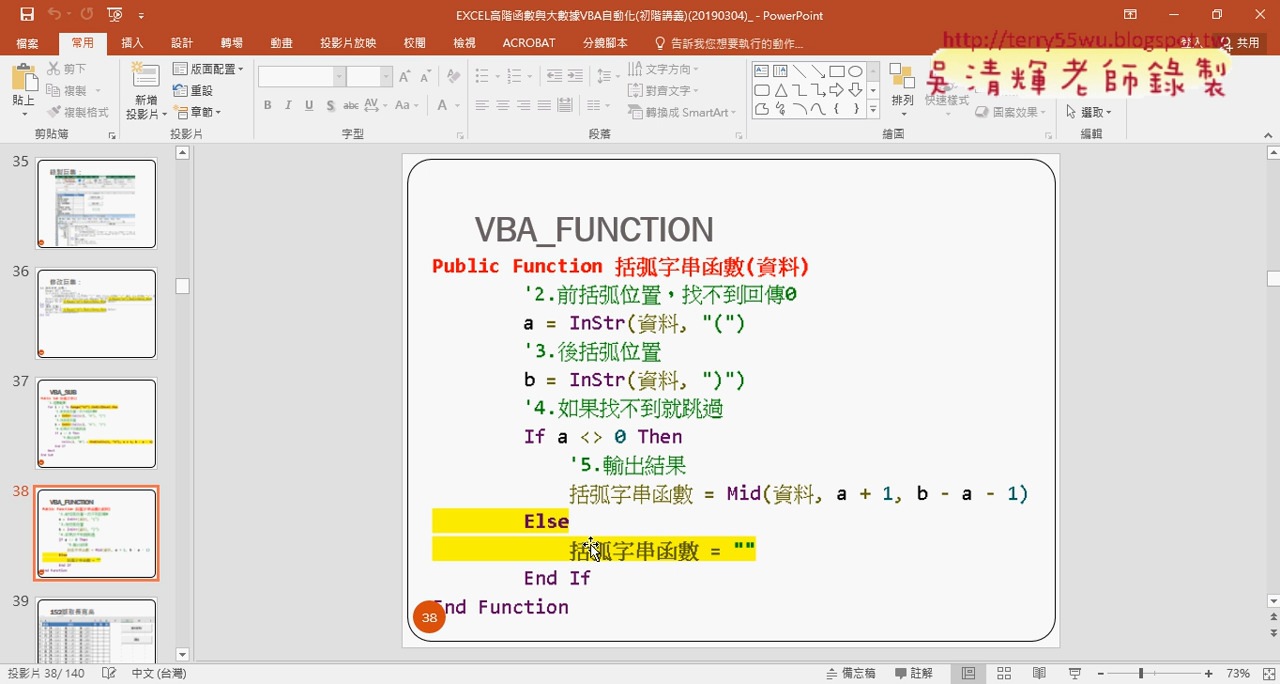 EXCEL高階函數與大數據VBA自動化(初階講義)(20190304)_ - PowerPoint
http://terry55wu.blogspot.tw
吳清輝老師錄製
檔案 常用 插入 設計 轉場 動畫 投影片放映 校閱 檢視 ACROBAT 分鏡腳本 告訴我您想要執行的動作... 登入 共用
貼上 剪下 複製 複製格式
新增投影片 版面配置 重設 章節
B I U S abc AV Aa A
文字方向 對齊文字 轉換成 SmartArt
排列 快速樣式 圖案效果 選取
剪貼簿 投影片 字型 段落 繪圖 編輯
35
36
37
38
39
VBA_FUNCTION
Public Function 括弧字串函數(資料)
'2.前括弧位置，找不到回傳0
a = InStr(資料, "(")
'3.後括弧位置
b = InStr(資料, ")")
'4.如果找不到就跳過
If a <> 0 Then
'5.輸出結果
括弧字串函數 = Mid(資料, a + 1, b - a - 1)
Else
括弧字串函數 = ""
End If
End Function
38
投影片 38/ 140 中文 (台灣) 備忘稿 註解 73%